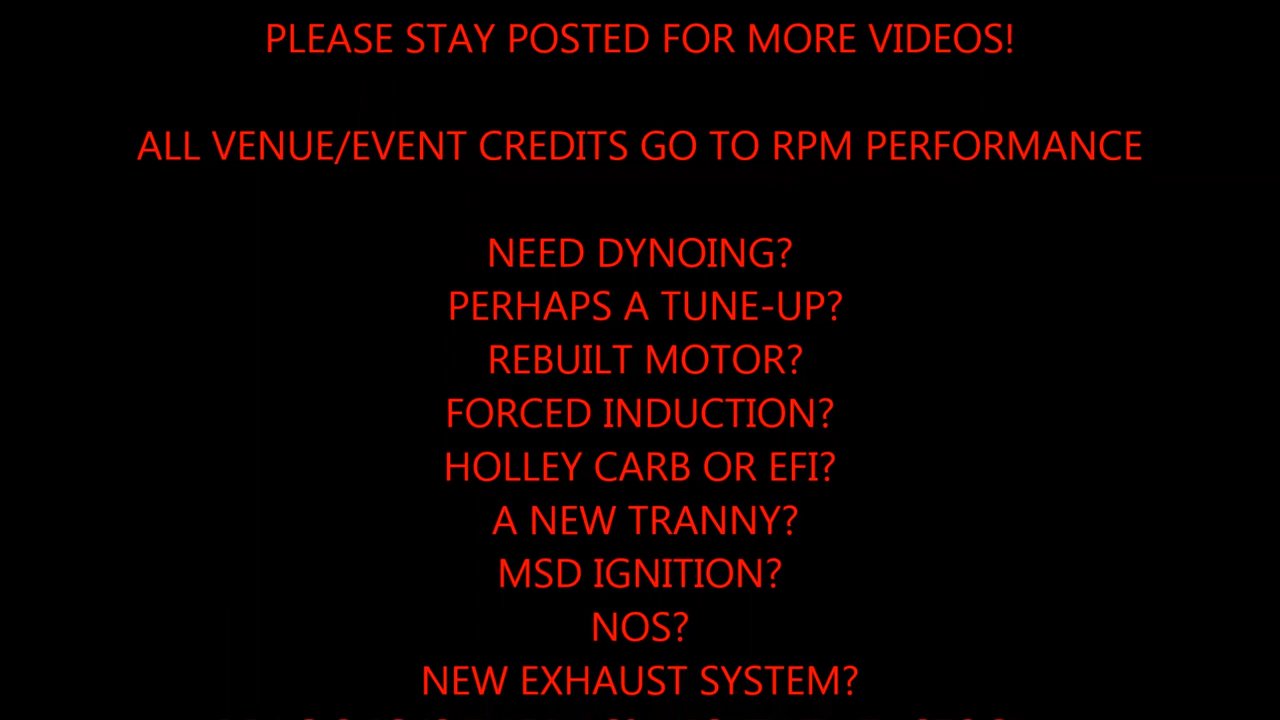 PLEASE STAY POSTED FOR MORE VIDEOS!
ALL VENUE/EVENT CREDITS GO TO RPM PERFORMANCE
NEED DYNOING?
PERHAPS A TUNE-UP?
REBUILT MOTOR?
FORCED INDUCTION?
HOLLEY CARB OR EFI?
A NEW TRANNY?
MSD IGNITION?
NOS?
NEW EXHAUST SYSTEM?